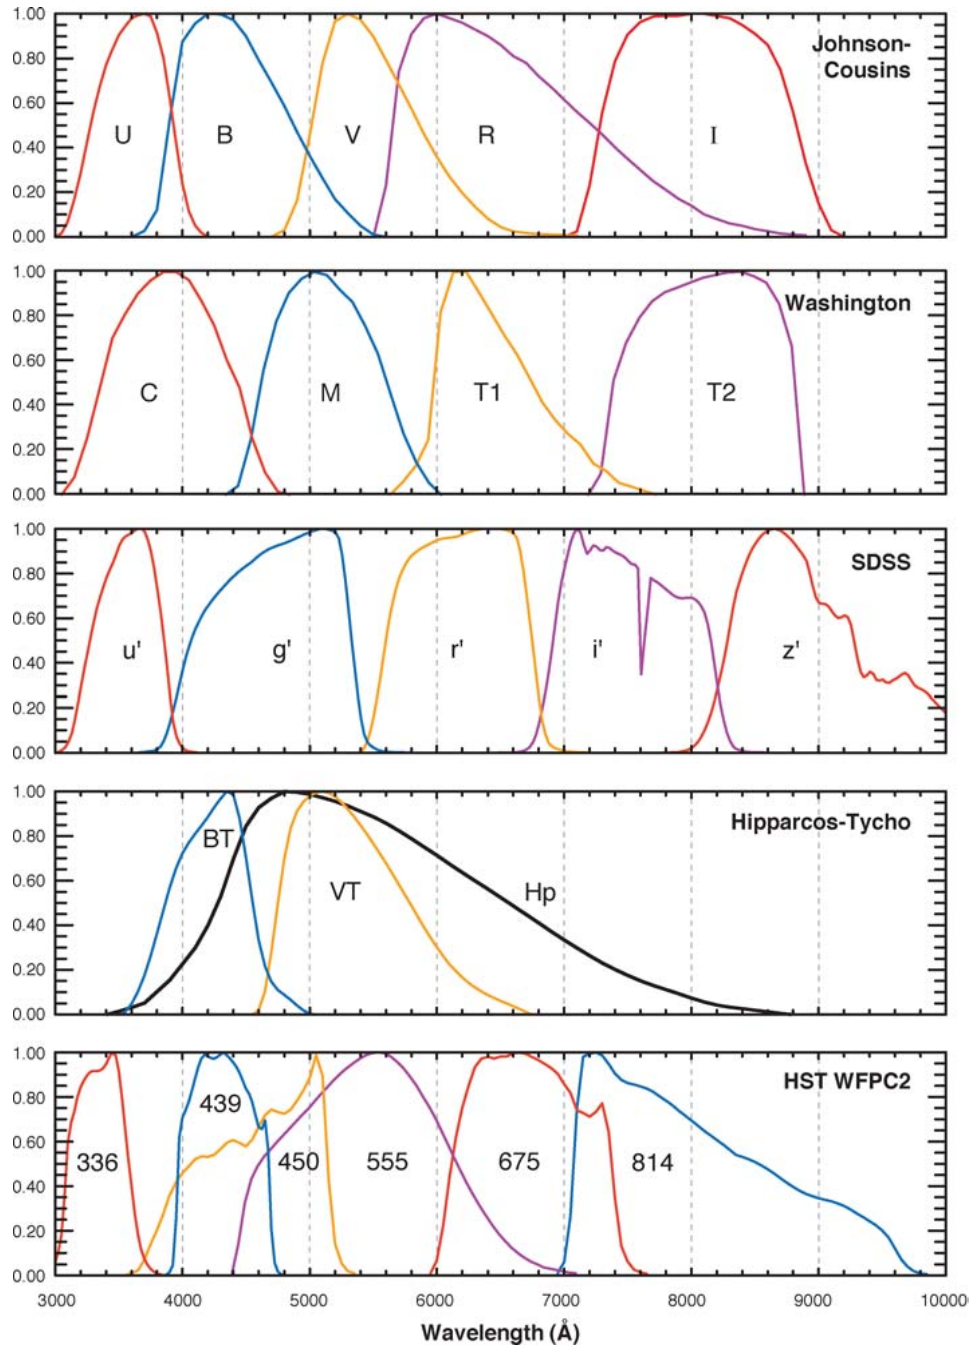 1.00
0.80
0.60
0.40
0.20
0.00
U
B
V
R
I
Johnson-
Cousins
1.00
0.80
0.60
0.40
0.20
0.00
C
M
T1
T2
Washington
1.00
0.80
0.60
0.40
0.20
0.00
u'
g'
r'
i'
z'
SDSS
1.00
0.80
0.60
0.40
0.20
0.00
BT
VT
Hp
Hipparcos-Tycho
1.00
0.80
0.60
0.40
0.20
0.00
336
439
450
555
675
814
HST WFPC2
3000 4000 5000 6000 7000 8000 9000 10000
Wavelength (Å)